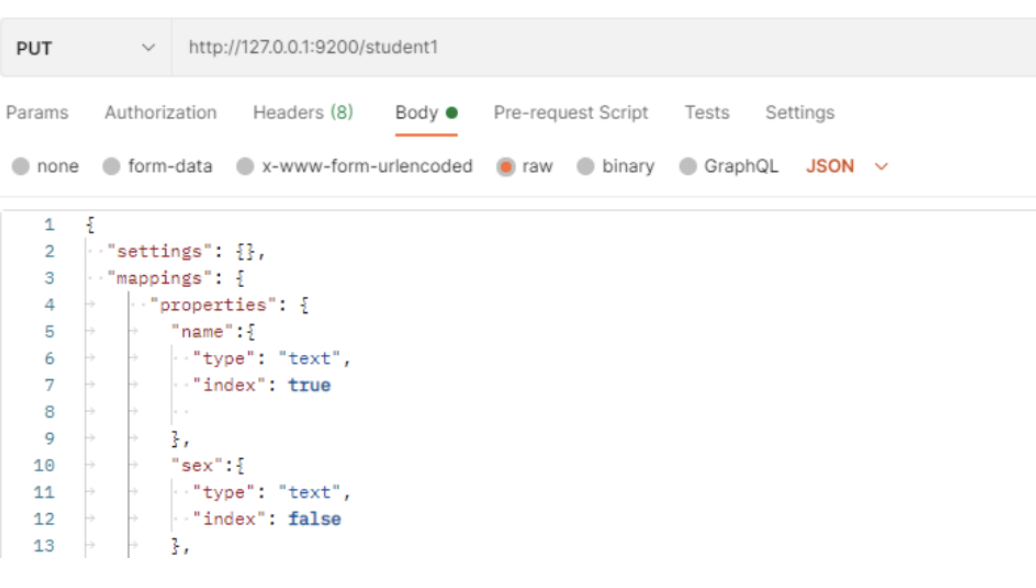 PUT http://127.0.0.1:9200/student1
Params Authorization Headers (8) Body Pre-request Script Tests Settings
none form-data x-www-form-urlencoded raw binary GraphQL JSON
1 {
2 "settings": {},
3 "mappings": {
4 "properties": {
5 "name":{
6 "type": "text",
7 "index": true
8
9 },
10 "sex":{
11 "type": "text",
12 "index": false
13 },